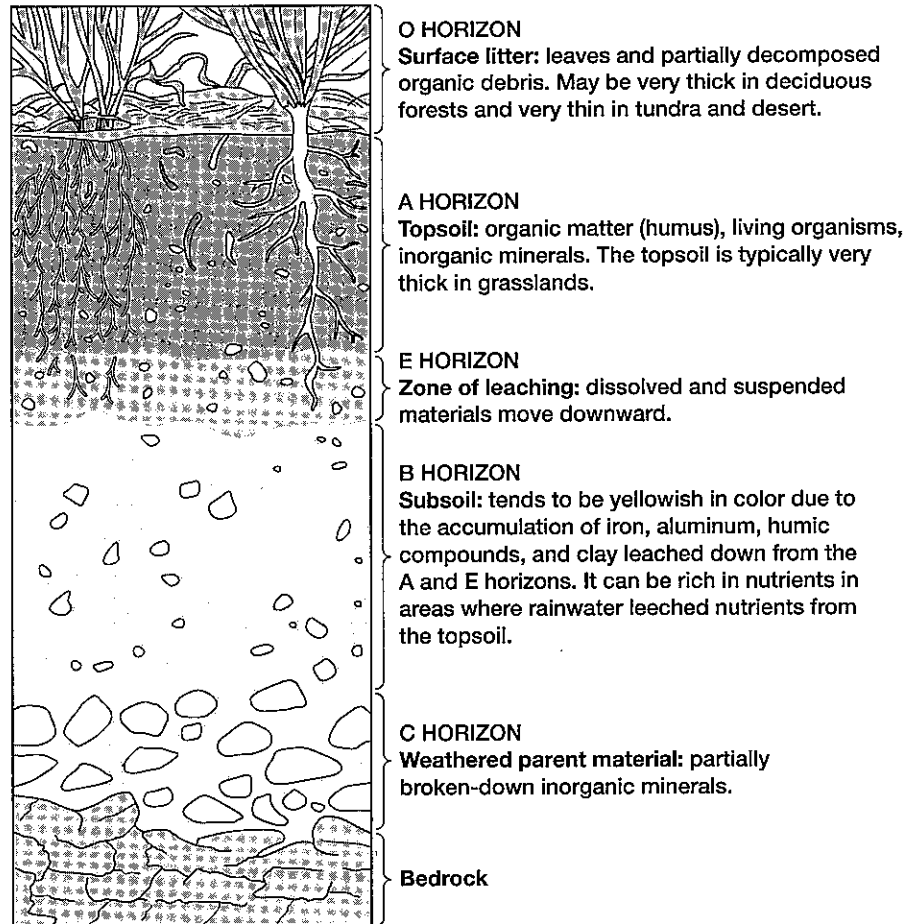 O HORIZON
Surface litter: leaves and partially decomposed
organic debris. May be very thick in deciduous
forests and very thin in tundra and desert.
A HORIZON
Topsoil: organic matter (humus), living organisms,
inorganic minerals. The topsoil is typically very
thick in grasslands.
E HORIZON
Zone of leaching: dissolved and suspended
materials move downward.
B HORIZON
Subsoil: tends to be yellowish in color due to
the accumulation of iron, aluminum, humic
compounds, and clay leached down from the
A and E horizons. It can be rich in nutrients in
areas where rainwater leeched nutrients from
the topsoil.
C HORIZON
Weathered parent material: partially
broken-down inorganic minerals.
Bedrock